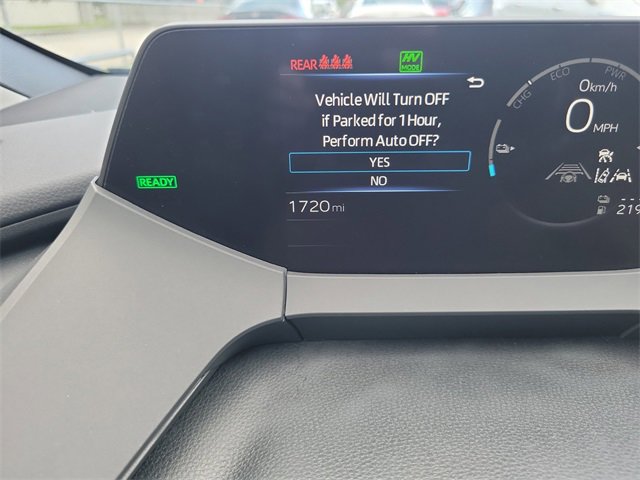 REAR
HV
MODE
Vehicle Will Turn OFF
if Parked for 1 Hour,
Perform Auto OFF?
YES
NO
READY
1720 mi
CHG
ECO
PWR
0 km/h
0 MPH
219